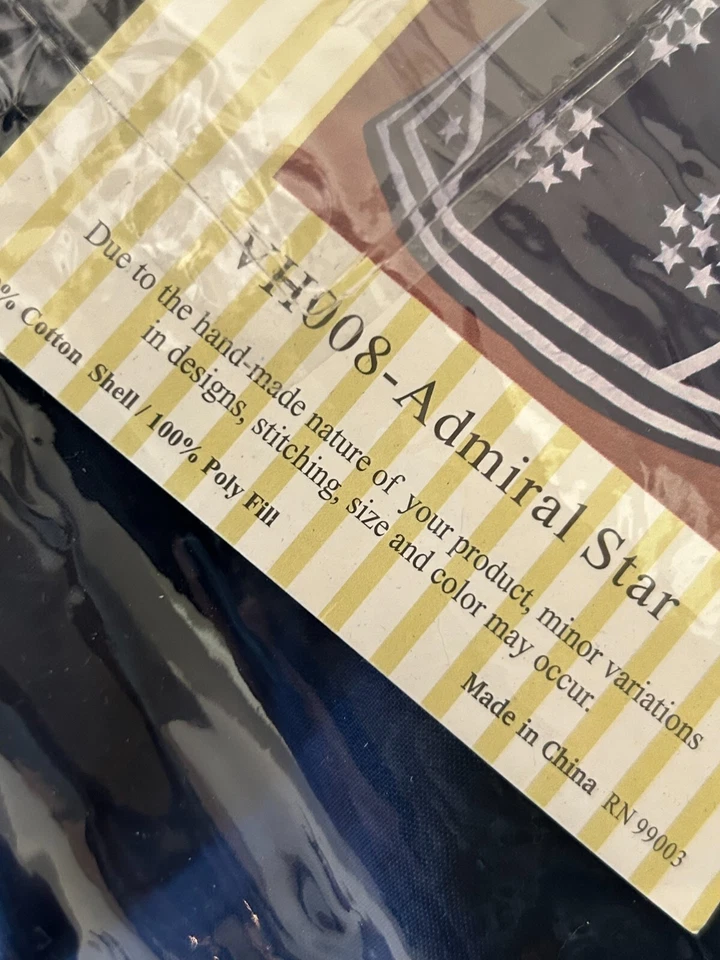 VH008-Admiral Star
Due to the hand-made nature of your product, minor variations
in designs, stitching, size and color may occur.
% Cotton Shell / 100% Poly Fill
Made in China RN 99003